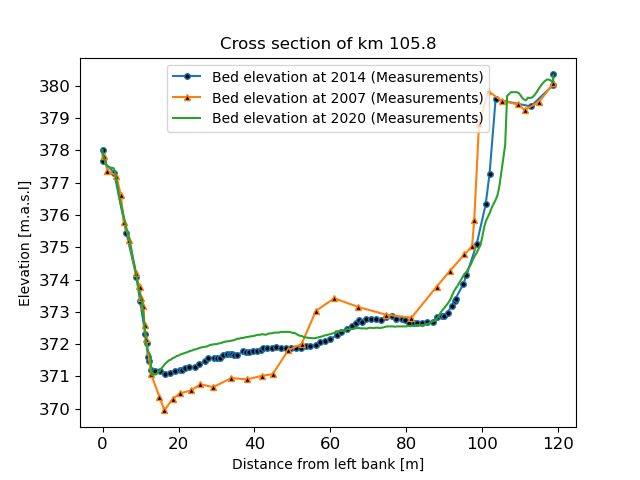 Cross section of km 105.8
Bed elevation at 2014 (Measurements)
Bed elevation at 2007 (Measurements)
Bed elevation at 2020 (Measurements)
Elevation [m.a.s.l]
380
379
378
377
376
375
374
373
372
371
370
0 20 40 60 80 100 120
Distance from left bank [m]